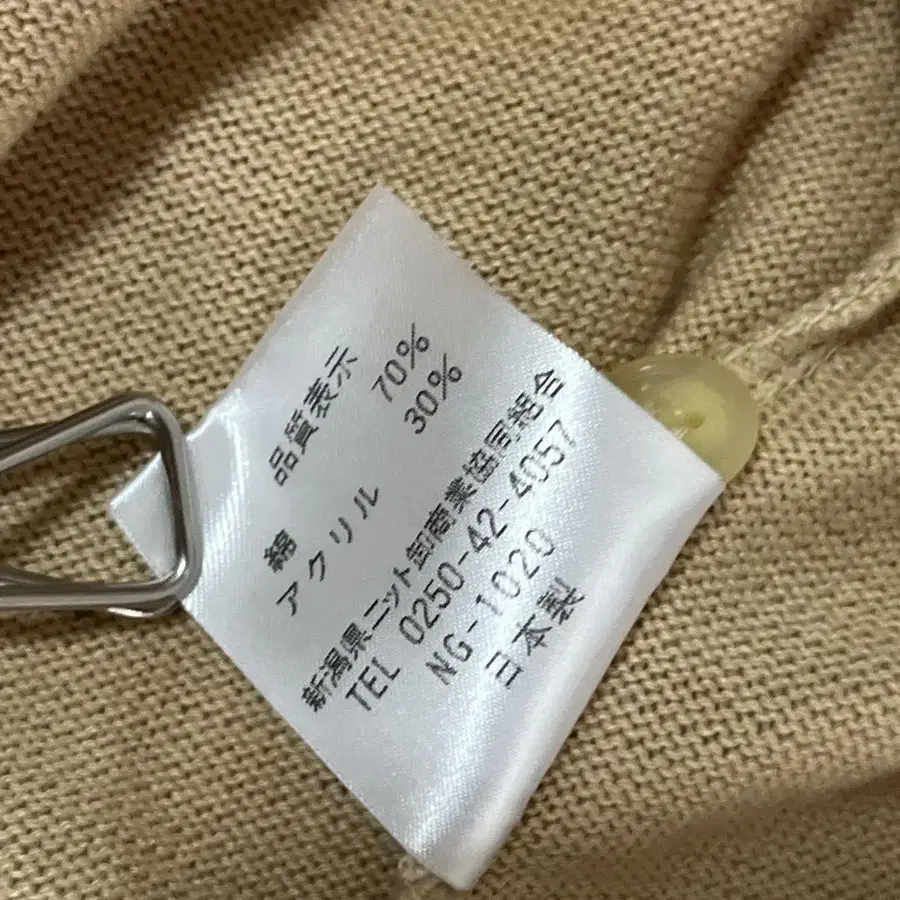 品質表示
綿 70%
アクリル 30%
新潟県ニット卸商業協同組合
TEL 0250-42-4057
NG-1020
日本製